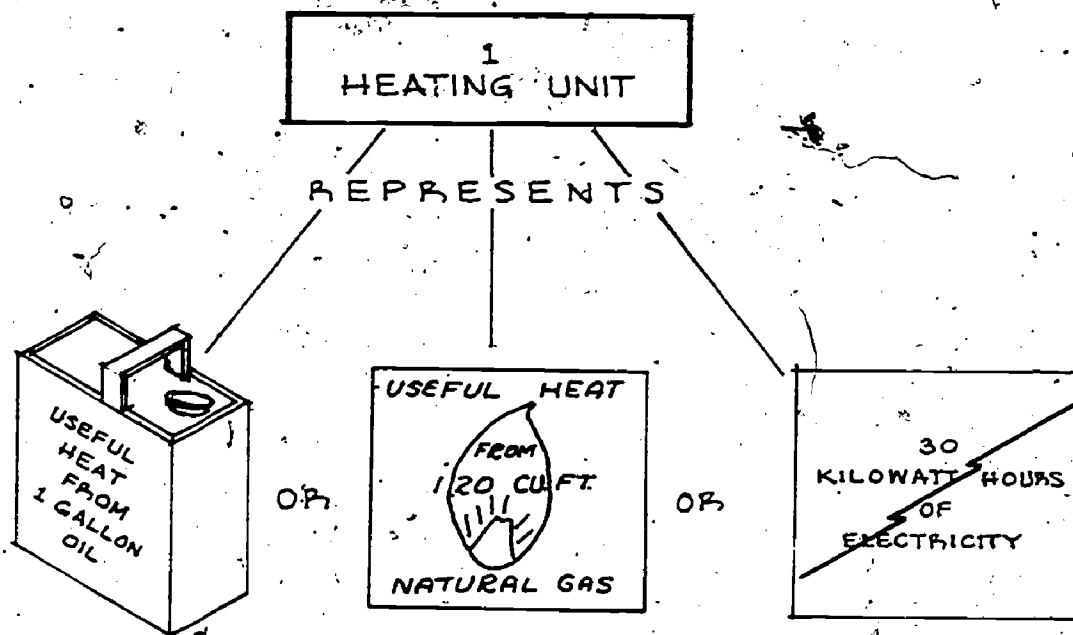 1
HEATING UNIT
REPRESENTS
USEFUL
HEAT
FROM
1 GALLON
OIL
OR
USEFUL HEAT
FROM
120 CU. FT.
NATURAL GAS
OR
30
KILOWATT HOURS
OF
ELECTRICITY